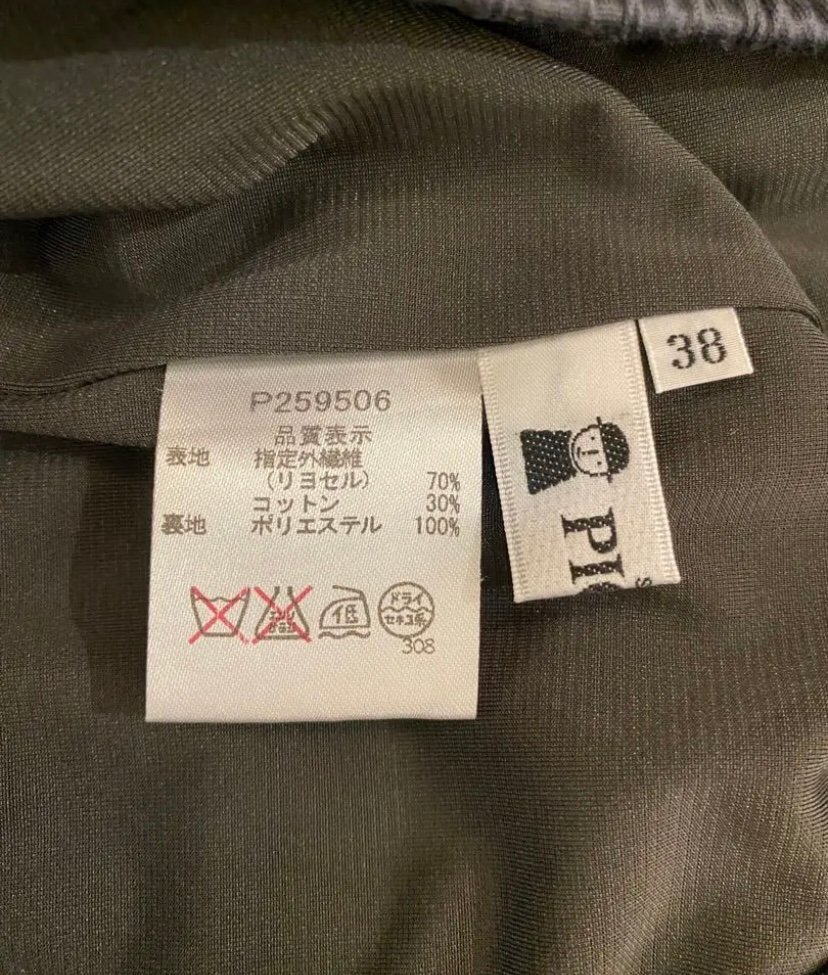 P259506
品質表示
表地 指定外繊維
(リヨセル) 70%
コットン 30%
裏地 ポリエステル 100%
低
ドライ
セキユ系
308
38